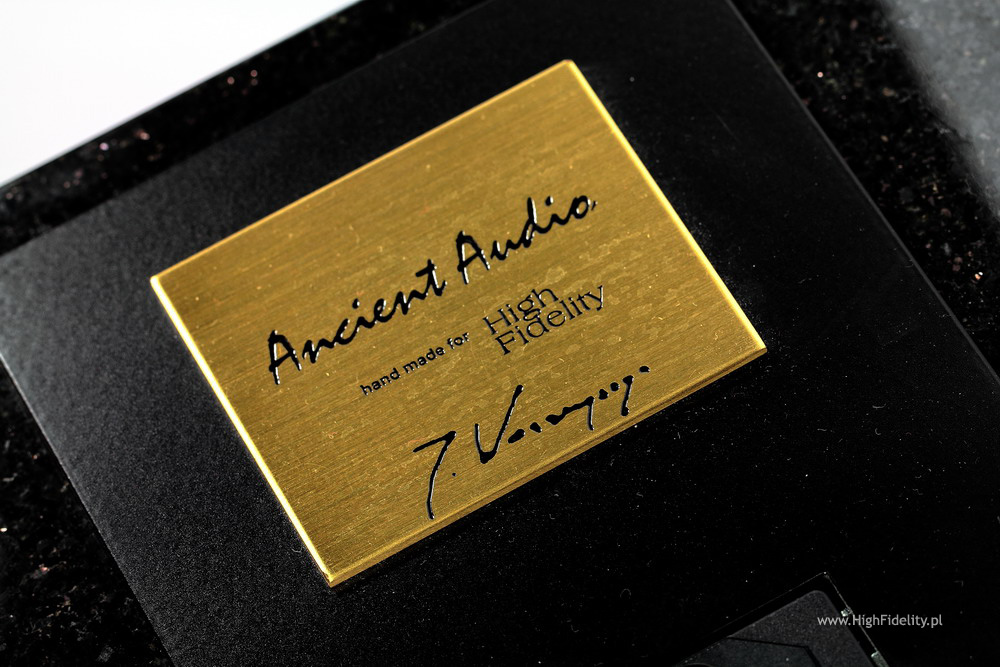 Ancient Audio
hand made for High Fidelity
J.
www.HighFidelity.pl